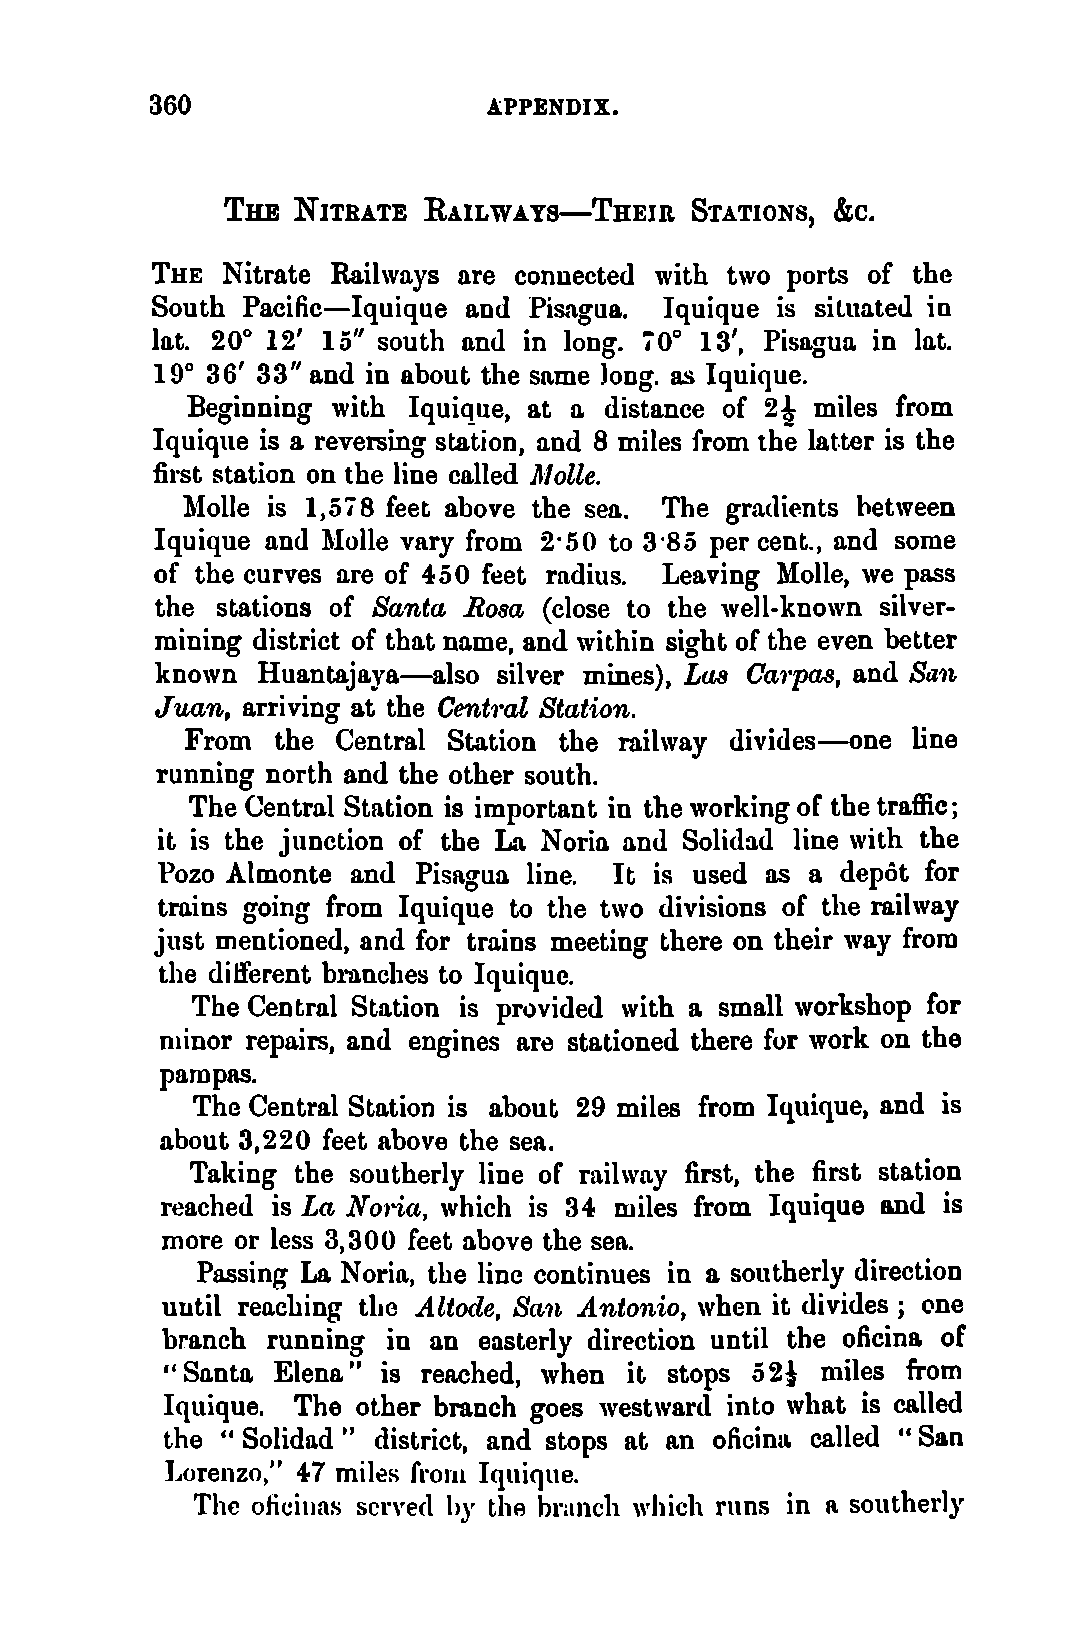 360 APPENDIX.
THE NITRATE RAILWAYS—THEIR STATIONS, &C.
THE Nitrate Railways are connected with two ports of the
South Pacific—Iquique and Pisagua. Iquique is situated in
lat. 20° 12′ 15″ south and in long. 70° 13′, Pisagua in lat.
19° 36′ 33″ and in about the same long. as Iquique.
Beginning with Iquique, at a distance of 2½ miles from
Iquique is a reversing station, and 8 miles from the latter is the
first station on the line called Molle.
Molle is 1,578 feet above the sea. The gradients between
Iquique and Molle vary from 2·50 to 3·85 per cent., and some
of the curves are of 450 feet radius. Leaving Molle, we pass
the stations of Santa Rosa (close to the well-known silver-
mining district of that name, and within sight of the even better
known Huantajaya—also silver mines), Las Carpas, and San
Juan, arriving at the Central Station.
From the Central Station the railway divides—one line
running north and the other south.
The Central Station is important in the working of the traffic;
it is the junction of the La Noria and Solidad line with the
Pozo Almonte and Pisagua line. It is used as a depôt for
trains going from Iquique to the two divisions of the railway
just mentioned, and for trains meeting there on their way from
the different branches to Iquique.
The Central Station is provided with a small workshop for
minor repairs, and engines are stationed there for work on the
pampas.
The Central Station is about 29 miles from Iquique, and is
about 3,220 feet above the sea.
Taking the southerly line of railway first, the first station
reached is La Noria, which is 34 miles from Iquique and is
more or less 3,300 feet above the sea.
Passing La Noria, the line continues in a southerly direction
until reaching the Altode, San Antonio, when it divides; one
branch running in an easterly direction until the oficina of
"Santa Elena" is reached, when it stops 52½ miles from
Iquique. The other branch goes westward into what is called
the "Solidad" district, and stops at an oficina called "San
Lorenzo," 47 miles from Iquique.
The oficinas served by the branch which runs in a southerly